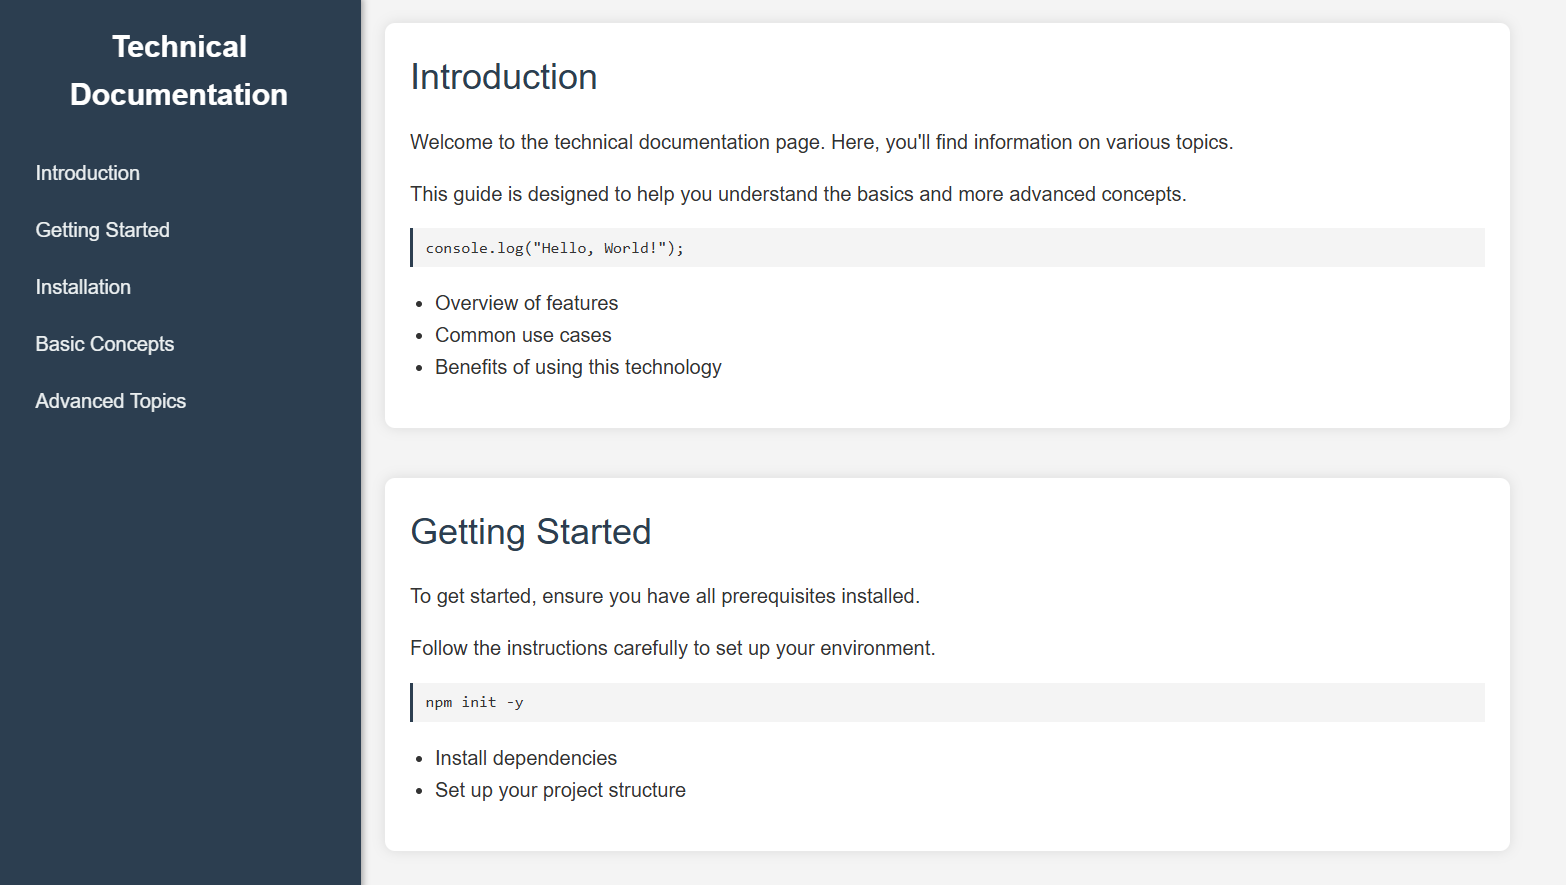 Technical
Documentation
Introduction
Getting Started
Installation
Basic Concepts
Advanced Topics
Introduction
Welcome to the technical documentation page. Here, you'll find information on various topics.
This guide is designed to help you understand the basics and more advanced concepts.
console.log("Hello, World!");
Overview of features
Common use cases
Benefits of using this technology
Getting Started
To get started, ensure you have all prerequisites installed.
Follow the instructions carefully to set up your environment.
npm init -y
Install dependencies
Set up your project structure